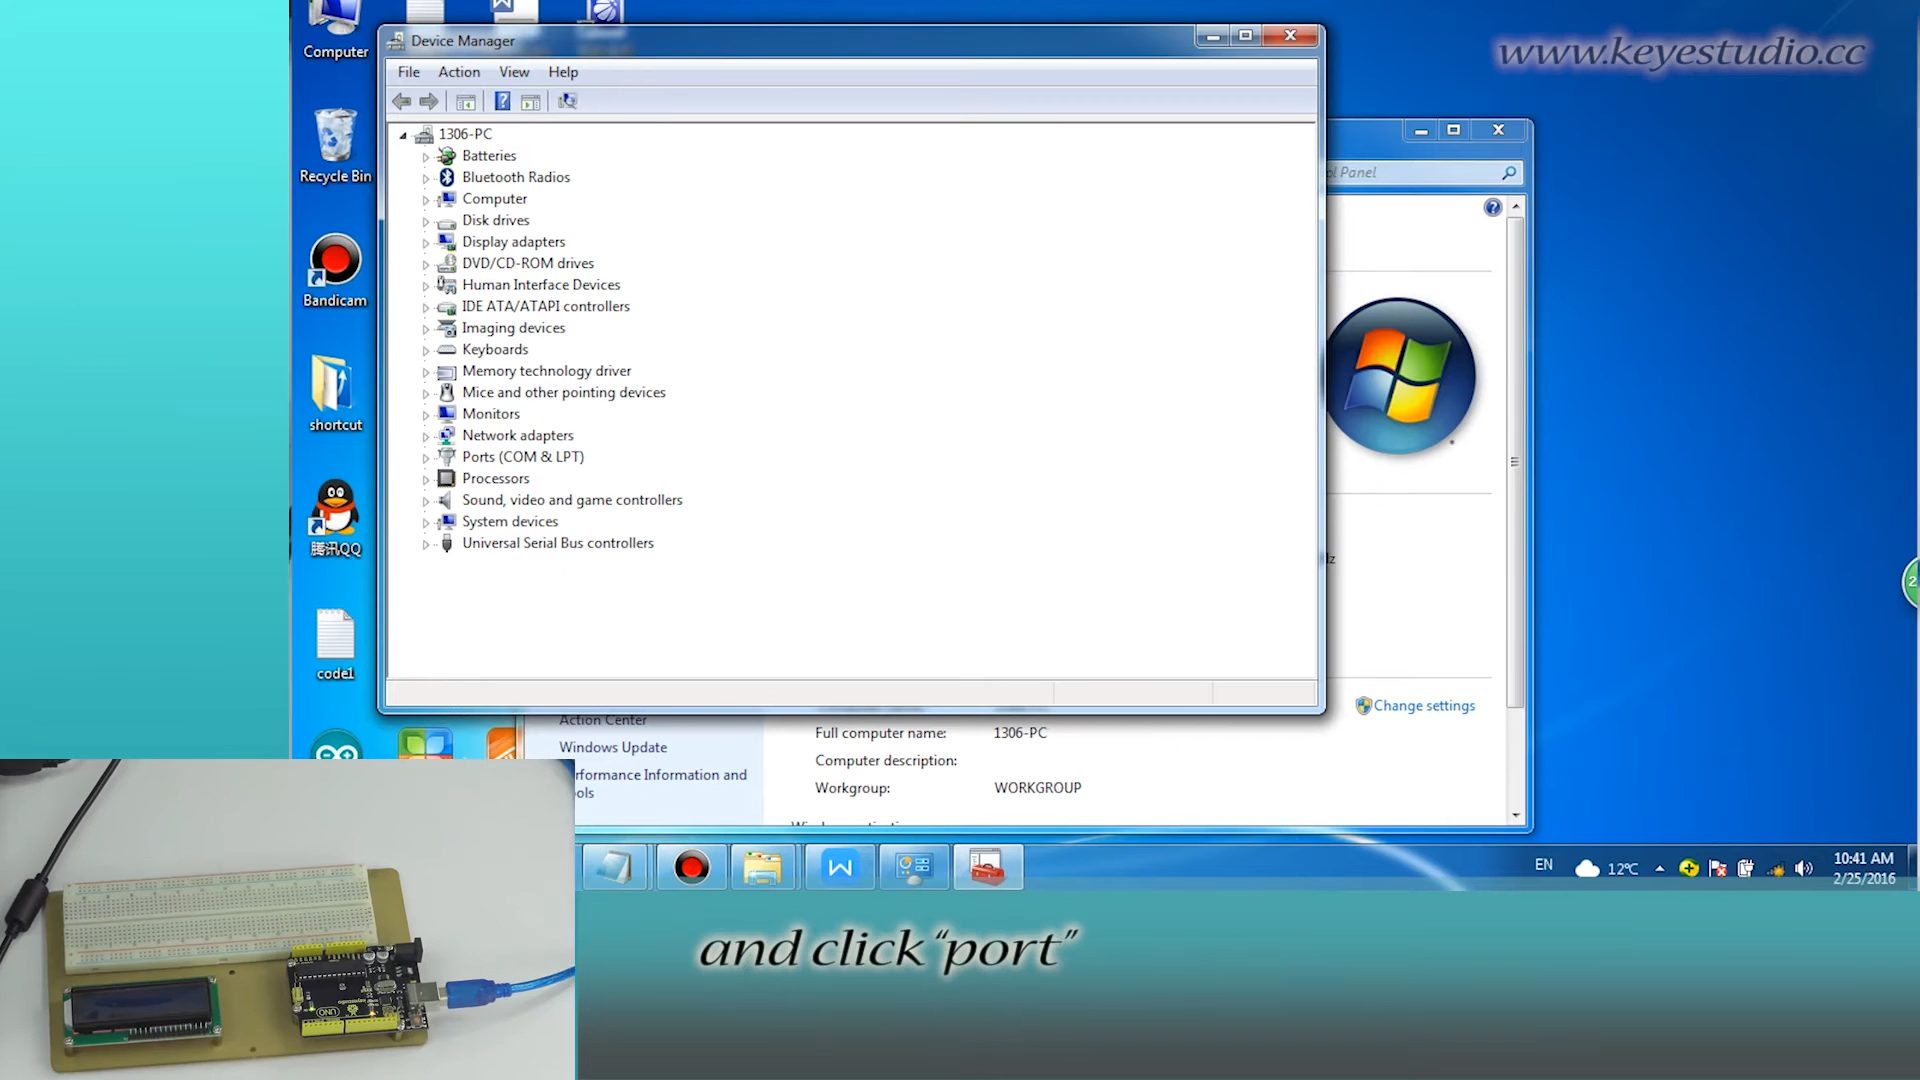 www.keyestudio.cc
Computer
Recycle Bin
Bandicam
shortcut
腾讯QQ
code1
Device Manager
File Action View Help
1306-PC
Batteries
Bluetooth Radios
Computer
Disk drives
Display adapters
DVD/CD-ROM drives
Human Interface Devices
IDE ATA/ATAPI controllers
Imaging devices
Keyboards
Memory technology driver
Mice and other pointing devices
Monitors
Network adapters
Ports (COM & LPT)
Processors
Sound, video and game controllers
System devices
Universal Serial Bus controllers
ol Panel
Change settings
Action Center
Windows Update
rformance Information and
ols
Full computer name: 1306-PC
Computer description:
Workgroup: WORKGROUP
EN 12℃ 10:41 AM
2/25/2016
and click “port”
UNO